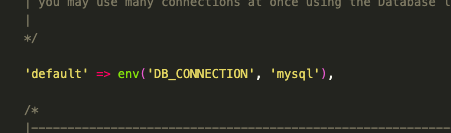 | you may use many connections at once using the Database
|
*/
'default' => env('DB_CONNECTION', 'mysql'),
/*
|--------------------------------------------------------------------------